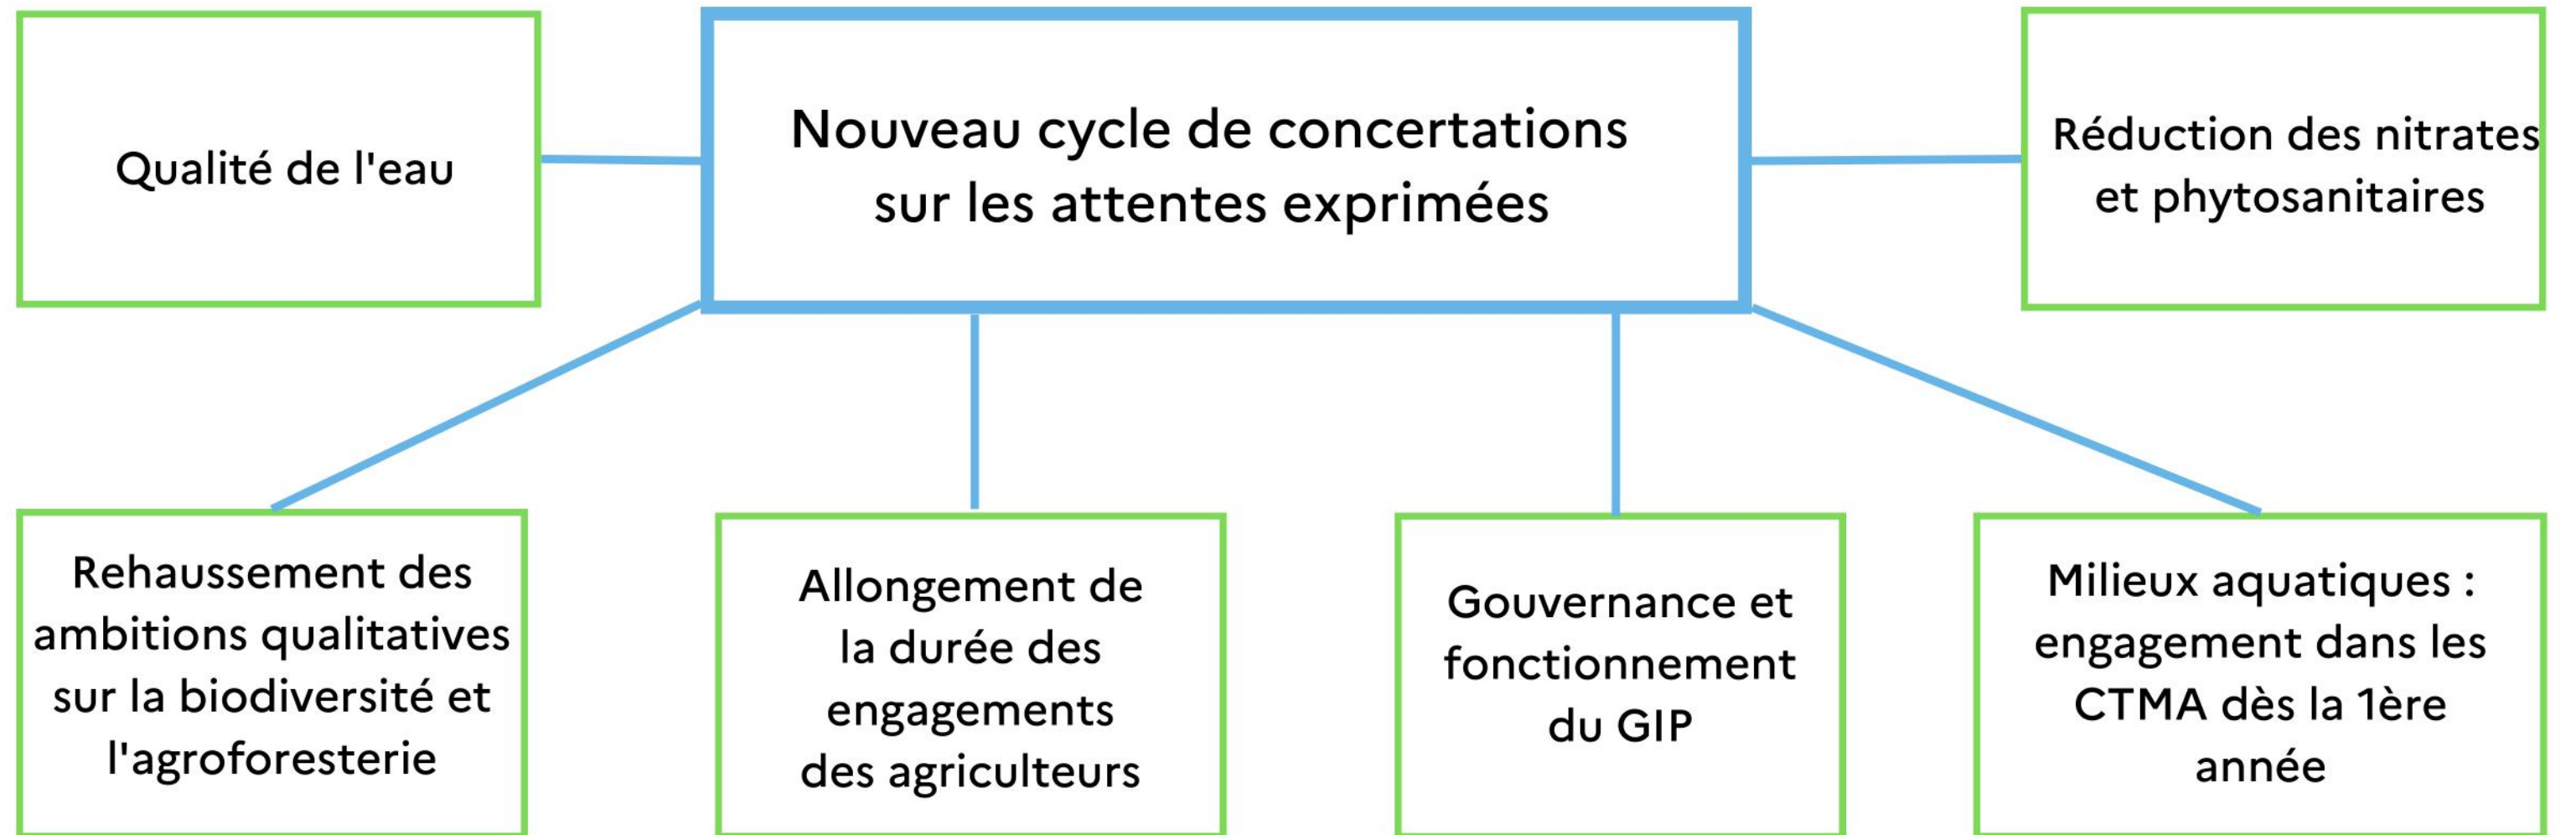 Qualité de l'eau
Nouveau cycle de concertations
sur les attentes exprimées
Réduction des nitrates
et phytosanitaires
Rehaussement des
ambitions qualitatives
sur la biodiversité et
l'agroforesterie
Allongement de
la durée des
engagements
des agriculteurs
Gouvernance et
fonctionnement
du GIP
Milieux aquatiques :
engagement dans les
CTMA dès la 1ère
année